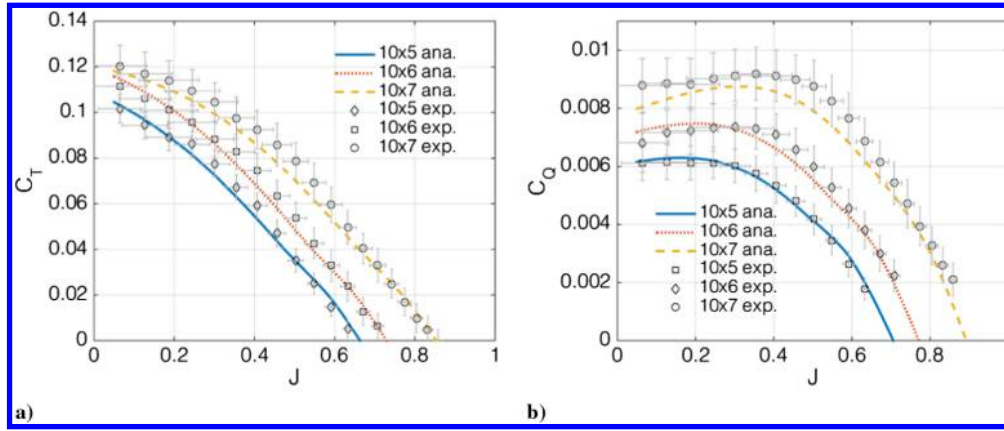 0.14
0.12
0.1
0.08
0.06
0.04
0.02
0
C_T
0
0.2
0.4
0.6
0.8
1
J
10x5 ana.
10x6 ana.
10x7 ana.
10x5 exp.
10x6 exp.
10x7 exp.
a)
0.01
0.008
0.006
0.004
0.002
0
C_Q
0
0.2
0.4
0.6
0.8
J
10x5 ana.
10x6 ana.
10x7 ana.
10x5 exp.
10x6 exp.
10x7 exp.
b)